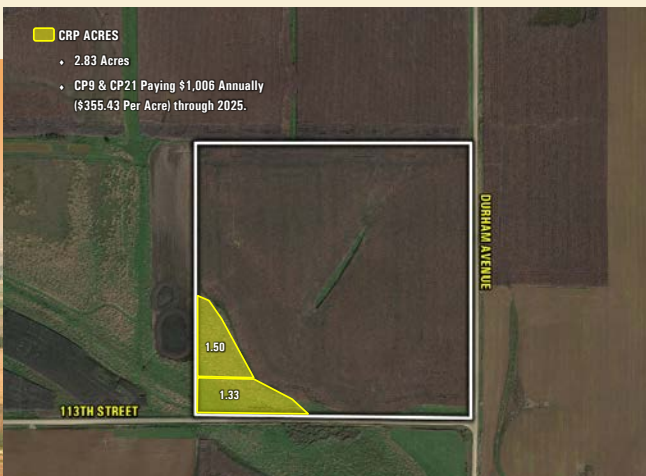 CRP ACRES
⬧ 2.83 Acres
⬧ CP9 & CP21 Paying $1,006 Annually
($355.43 Per Acre) through 2025.
DURHAM AVENUE
1.50
1.33
113TH STREET